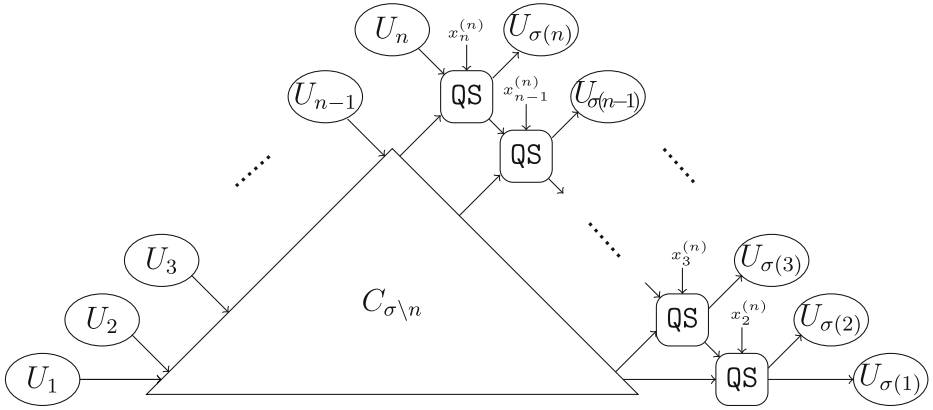 U_n
x_n^{(n)}
U_{σ(n)}
U_{n−1}
QS
x_{n−1}^{(n)}
U_{σ(n−1)}
QS
U_3
x_3^{(n)}
U_{σ(3)}
U_2
C_{σ\n}
QS
x_2^{(n)}
U_{σ(2)}
U_1
QS
U_{σ(1)}